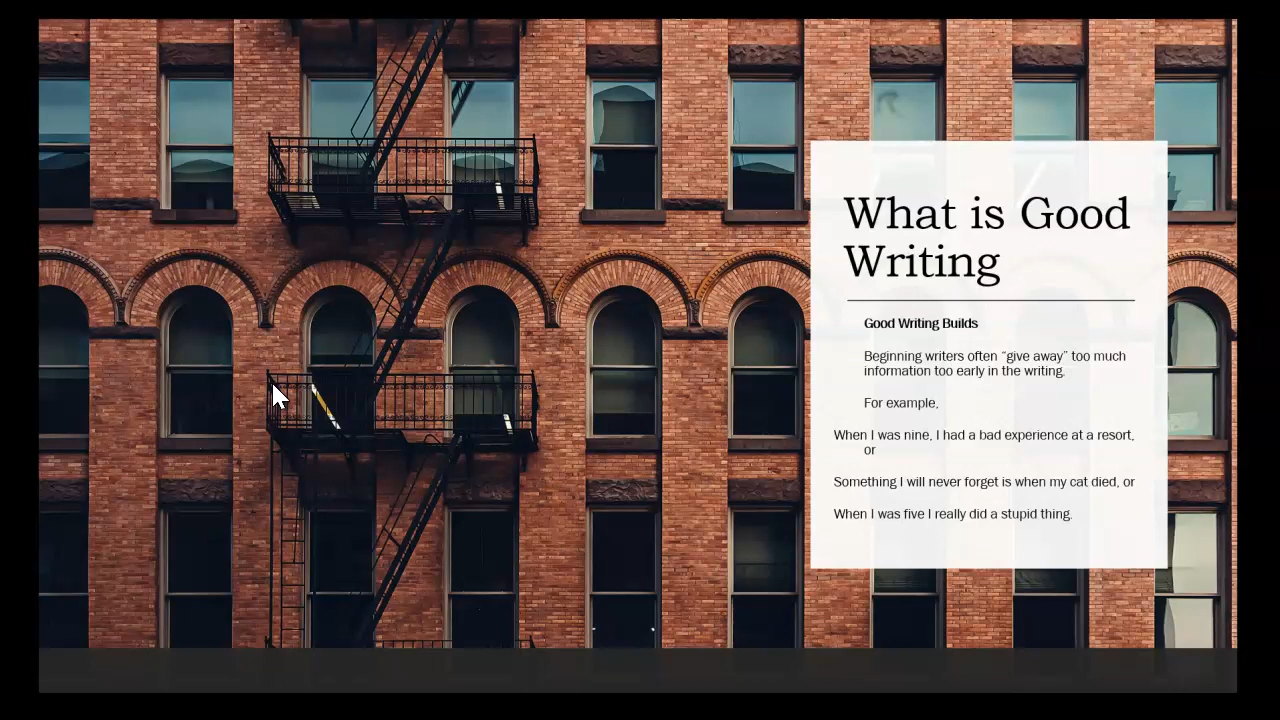 What is Good
Writing
Good Writing Builds
Beginning writers often “give away” too much
information too early in the writing.
For example,
When I was nine, I had a bad experience at a resort,
or
Something I will never forget is when my cat died, or
When I was five I really did a stupid thing.